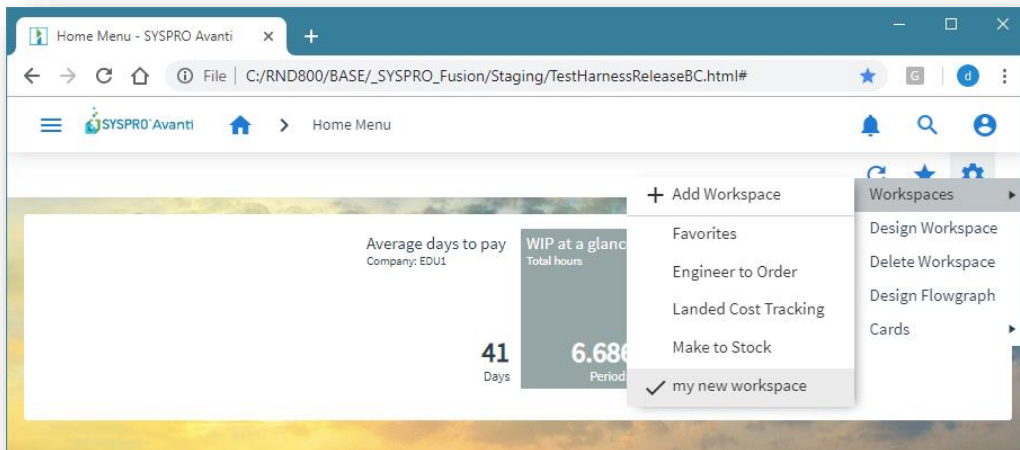 Home Menu - SYSPRO Avanti
File C:/RND800/BASE/_SYSPRO_Fusion/Staging/TestHarnessReleaseBC.html#
G
d
SYSPRO Avanti
Home Menu
Add Workspace
Favorites
Engineer to Order
Landed Cost Tracking
Make to Stock
my new workspace
Workspaces
Design Workspace
Delete Workspace
Design Flowgraph
Cards
Average days to pay
Company: EDU1
41
Days
WIP at a glanc
Total hours
6.686
Period